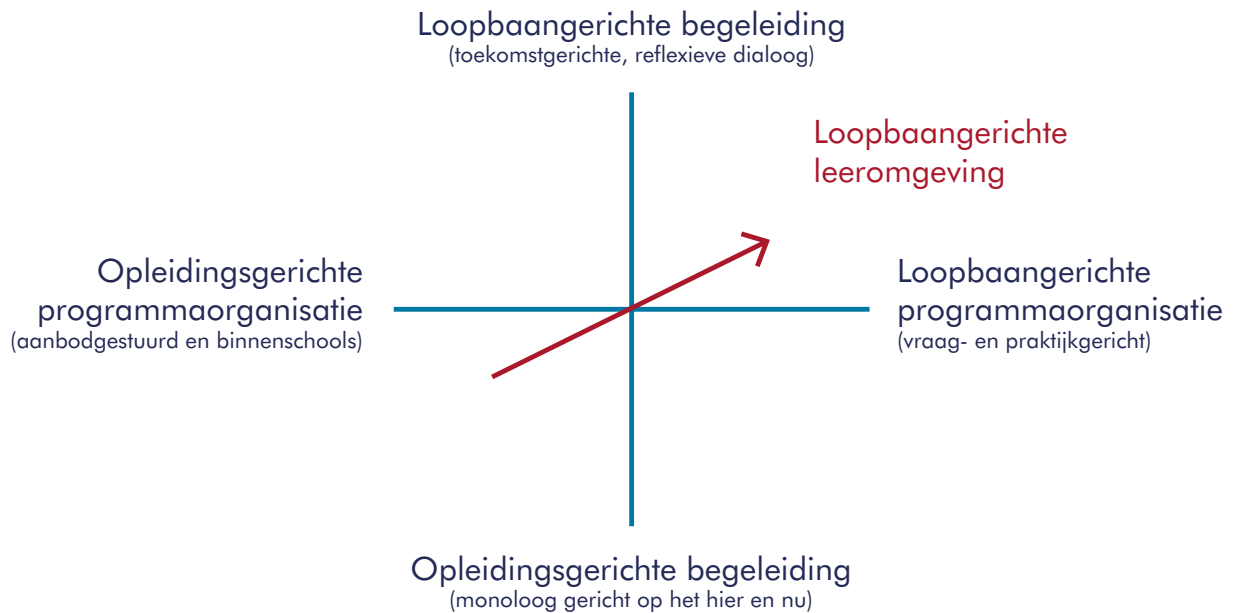 Loopbaangerichte begeleiding
(toekomstgerichte, reflexieve dialoog)
Loopbaangerichte
leeromgeving
Opleidingsgerichte
programmaorganisatie
(aanbodgestuurd en binnenschools)
Loopbaangerichte
programmaorganisatie
(vraag- en praktijkgericht)
Opleidingsgerichte begeleiding
(monoloog gericht op het hier en nu)